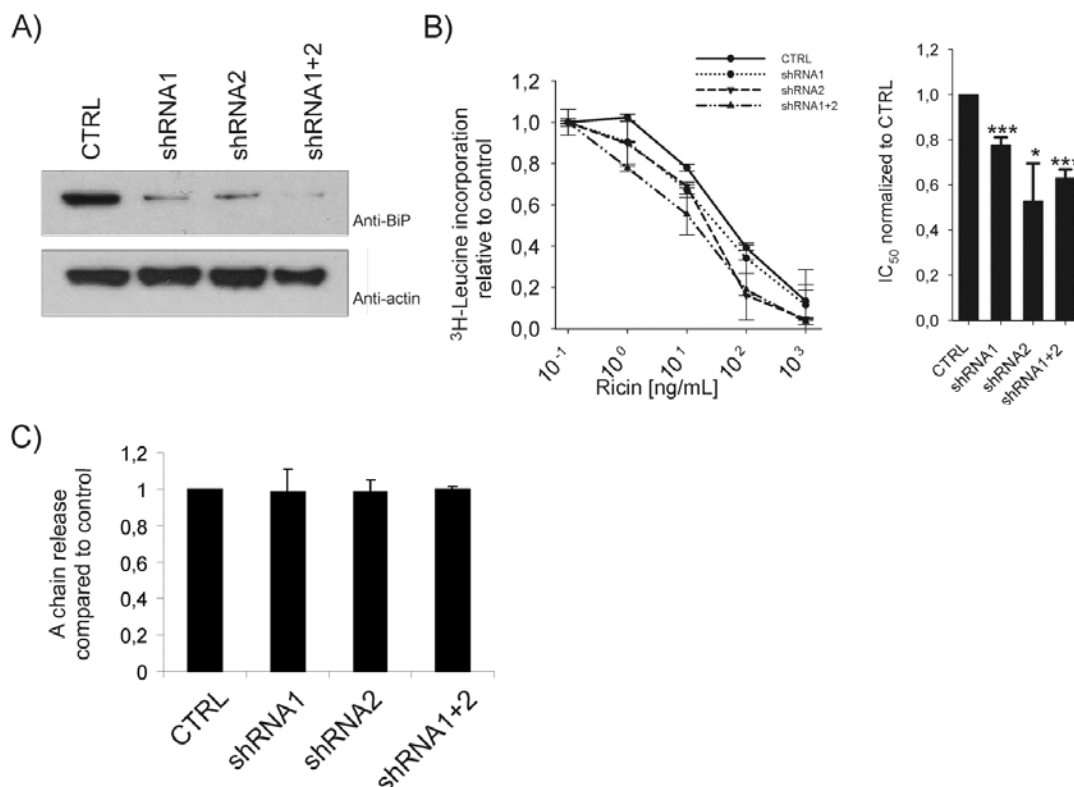 A)
CTRL
shRNA1
shRNA2
shRNA1+2
Anti-BiP
Anti-actin
B)
CTRL
shRNA1
shRNA2
shRNA1+2
³H-Leucine incorporation
relative to control
1,2
1,0
0,8
0,6
0,4
0,2
0,0
10⁻¹
10⁰
10¹
10²
10³
Ricin [ng/mL]
IC₅₀ normalized to CTRL
1,2
1,0
0,8
0,6
0,4
0,2
0,0
***
*
***
CTRL
shRNA1
shRNA2
shRNA1+2
C)
A chain release
compared to control
1,2
1
0,8
0,6
0,4
0,2
0
CTRL
shRNA1
shRNA2
shRNA1+2